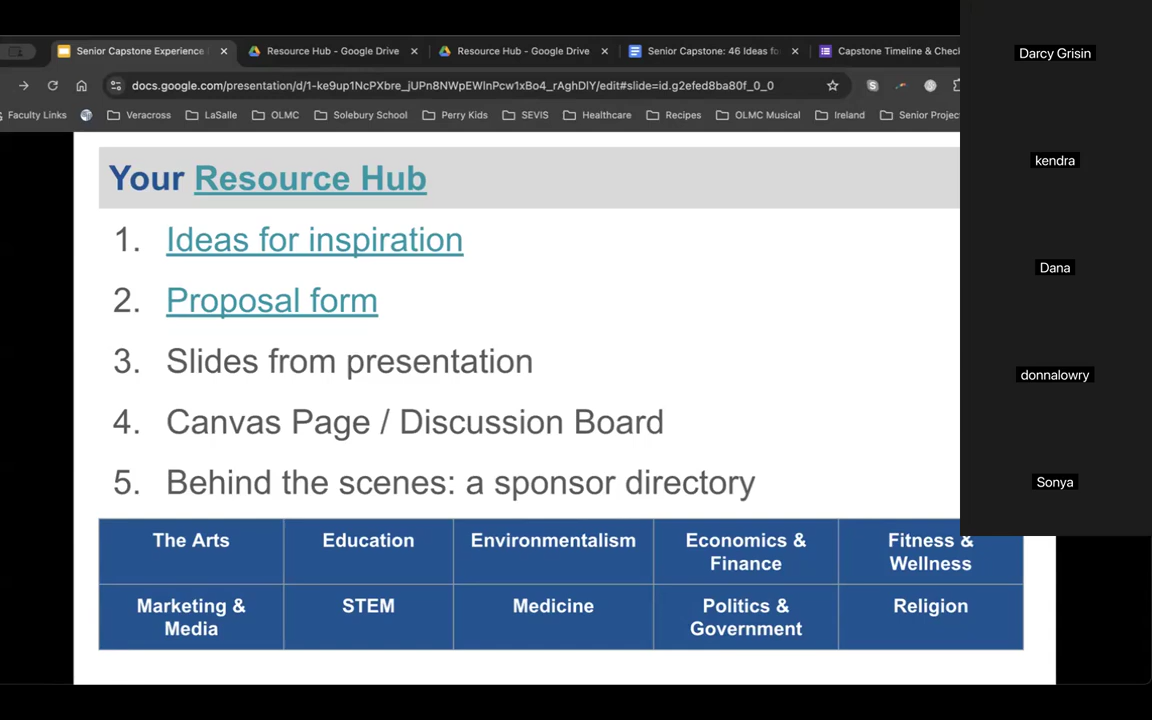 Senior Capstone Experience
Resource Hub - Google Drive
Resource Hub - Google Drive
Senior Capstone: 46 Ideas fo
Capstone Timeline & Check
docs.google.com/presentation/d/1-ke9up1NcPXbre_jUPn8NWpEWlnPcw1xBo4_rAghDIY/edit#slide=id.g2efed8ba80f_0_0
Faculty Links
Veracross
LaSalle
OLMC
Solebury School
Perry Kids
SEVIS
Healthcare
Recipes
OLMC Musical
Ireland
Senior Projec
Your Resource Hub
1. Ideas for inspiration
2. Proposal form
3. Slides from presentation
4. Canvas Page / Discussion Board
5. Behind the scenes: a sponsor directory
The Arts
Education
Environmentalism
Economics &
Finance
Fitness &
Wellness
Marketing &
Media
STEM
Medicine
Politics &
Government
Religion
Darcy Grisin
kendra
Dana
donnalowry
Sonya